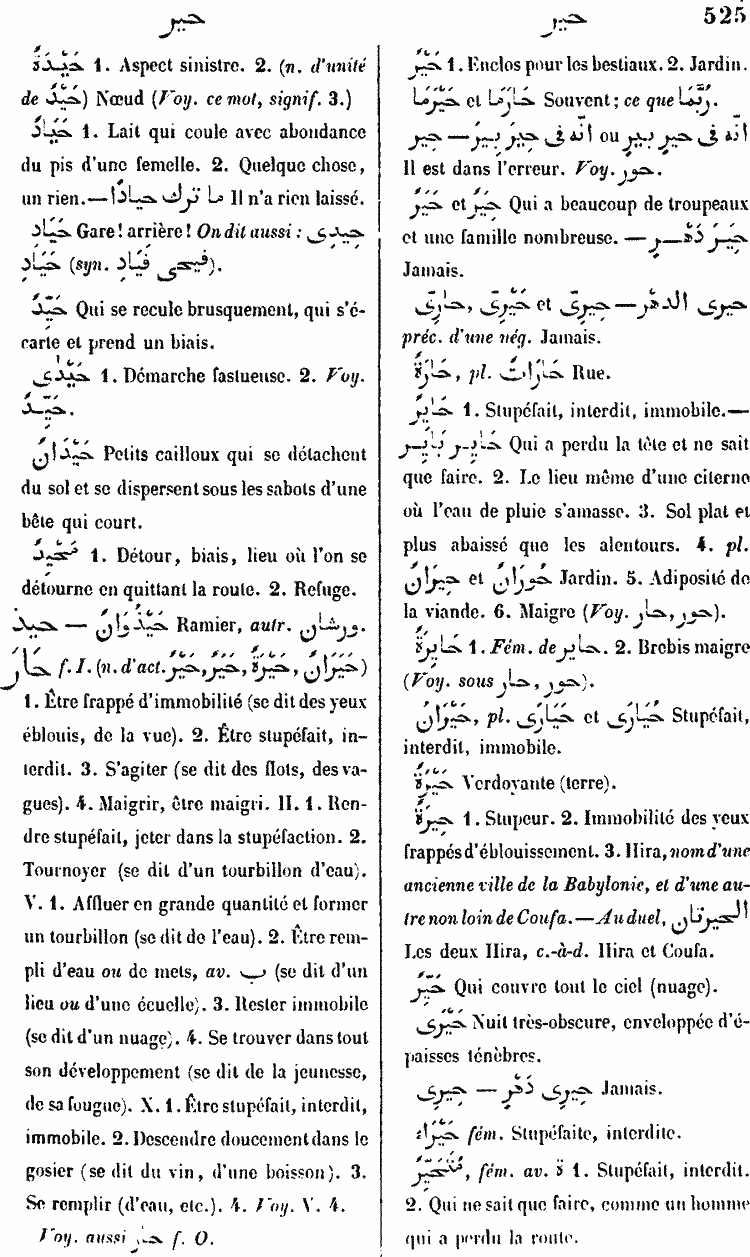 حير
حير 525
حَيْدَةٌ 1. Aspect sinistre. 2. (n. d'unité
de حَيْدٌ) Nœud (Voy. ce mot, signif. 3.)
حَيَادٌ 1. Lait qui coule avec abondance
du pis d'une femelle. 2. Quelque chose,
un rien.—ما ترك حيادًا Il n'a rien laissé.
حَيَادِ Gare! arrière! On dit aussi : حِيدِى
حَيَادِ (syn. فيحى فَيَادِ).
حَيِّدٌ Qui se recule brusquement, qui s'é-
carte et prend un biais.
حَيَدَى 1. Démarche fastueuse. 2. Voy.
حَيِّدٌ.
حَيَدَانٌ Petits cailloux qui se détachent
du sol et se dispersent sous les sabots d'une
bête qui court.
مَحِيدٌ 1. Détour, biais, lieu où l'on se
détourne en quittant la route. 2. Refuge.
حيذ — حَيْذُوَانٌ Ramier, autr. ورشان.
حَارَ f. I. (n. d'act. حَيْرٌ, حَيَرٌ, حَيْرَةٌ, حَيَرَانٌ)
1. Être frappé d'immobilité (se dit des yeux
éblouis, de la vue). 2. Être stupéfait, in-
terdit. 3. S'agiter (se dit des flots, des va-
gues). 4. Maigrir, être maigri. II. 1. Ren-
dre stupéfait, jeter dans la stupéfaction. 2.
Tournoyer (se dit d'un tourbillon d'eau).
V. 1. Affluer en grande quantité et former
un tourbillon (se dit de l'eau). 2. Être rem-
pli d'eau ou de mets, av. ب (se dit d'un
lieu ou d'une écuelle). 3. Rester immobile
(se dit d'un nuage). 4. Se trouver dans tout
son développement (se dit de la jeunesse,
de sa fougue). X. 1. Être stupéfait, interdit,
immobile. 2. Descendre doucement dans le
gosier (se dit du vin, d'une boisson). 3.
Se remplir (d'eau, etc.). 4. Voy. V. 4.
Voy. aussi حار f. O.
حَيْرٌ 1. Enclos pour les bestiaux. 2. Jardin.
حَيْرَمَا et حَارَمَا Souvent; ce que رُبَّمَا.
حير — انّه فى حِيرَ بِيرَ ou انّه فى حِيرٍ بِيرٍ
Il est dans l'erreur. Voy. حور.
حَيَرٌ et حِيَرٌ Qui a beaucoup de troupeaux
et une famille nombreuse. — حِيَرَ دَهْرٍ
Jamais.
حيرى الدهر — حِيرِىَّ et حَيْرِىَّ, حَارِىَّ
préc. d'une nég. Jamais.
حَارَةٌ, pl. حَارَاتٌ Rue.
حَايِرٌ 1. Stupéfait, interdit, immobile.—
حَايِر بَايِر Qui a perdu la tête et ne sait
que faire. 2. Le lieu même d'une citerne
où l'eau de pluie s'amasse. 3. Sol plat et
plus abaissé que les alentours. 4. pl.
حِيرَانٌ et حُورَانٌ Jardin. 5. Adiposité de
la viande. 6. Maigre (Voy. حور, حار).
حَايِرَةٌ 1. Fém. de حاير. 2. Brebis maigre
(Voy. sous حور, حار).
حَيْرَانٌ, pl. حَيَارَى et حُيَارَى Stupéfait,
interdit, immobile.
حَيْرَةٌ Verdoyante (terre).
حِيرَةٌ 1. Stupeur. 2. Immobilité des yeux
frappés d'éblouissement. 3. Hira, nom d'une
ancienne ville de la Babylonie, et d'une au-
tre non loin de Coufa.—Au duel, الحيرتان
Les deux Hira, c.-à-d. Hira et Coufa.
حَيِّرٌ Qui couvre tout le ciel (nuage).
حَيْرَى Nuit très-obscure, enveloppée d'é-
paisses ténèbres.
حِيرِى — حِيرِى دَهْرٍ Jamais.
حَيْرَاءُ fém. Stupéfaite, interdite.
مُتَحَيِّرٌ, fém. av. ة 1. Stupéfait, interdit.
2. Qui ne sait que faire, comme un homme
qui a perdu la route.